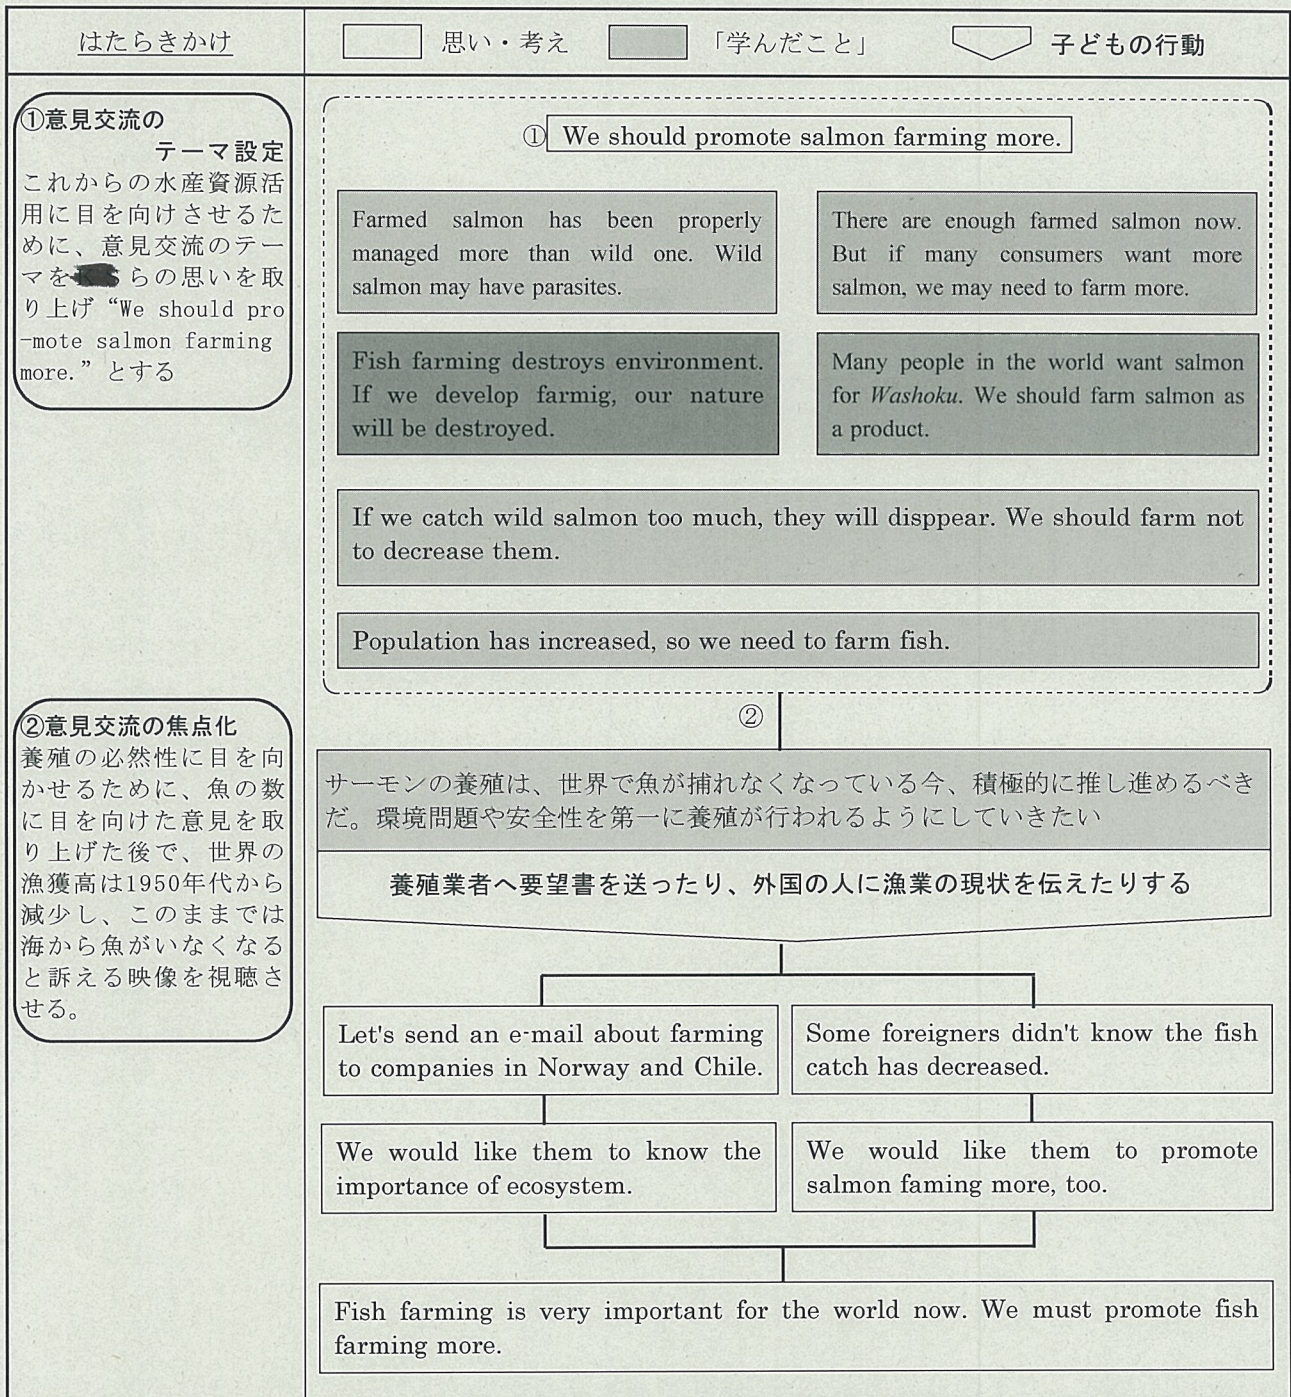 はたらきかけ
思い・考え
「学んだこと」
子どもの行動
①意見交流の
テーマ設定
これからの水産資源活
用に目を向けさせるた
めに、意見交流のテー
マを らの思いを取
り上げ“We should pro
-mote salmon farming
more.”とする
① We should promote salmon farming more.
Farmed salmon has been properly
managed more than wild one. Wild
salmon may have parasites.
There are enough farmed salmon now.
But if many consumers want more
salmon, we may need to farm more.
Fish farming destroys environment.
If we develop farmig, our nature
will be destroyed.
Many people in the world want salmon
for Washoku. We should farm salmon as
a product.
If we catch wild salmon too much, they will disppear. We should farm not
to decrease them.
Population has increased, so we need to farm fish.
②意見交流の焦点化
養殖の必然性に目を向
かせるために、魚の数
に目を向けた意見を取
り上げた後で、世界の
漁獲高は1950年代から
減少し、このままでは
海から魚がいなくなる
と訴える映像を視聴さ
せる。
②
サーモンの養殖は、世界で魚が捕れなくなっている今、積極的に推し進めるべき
だ。環境問題や安全性を第一に養殖が行われるようにしていきたい
養殖業者へ要望書を送ったり、外国の人に漁業の現状を伝えたりする
Let's send an e-mail about farming
to companies in Norway and Chile.
Some foreigners didn't know the fish
catch has decreased.
We would like them to know the
importance of ecosystem.
We would like them to promote
salmon faming more, too.
Fish farming is very important for the world now. We must promote fish
farming more.